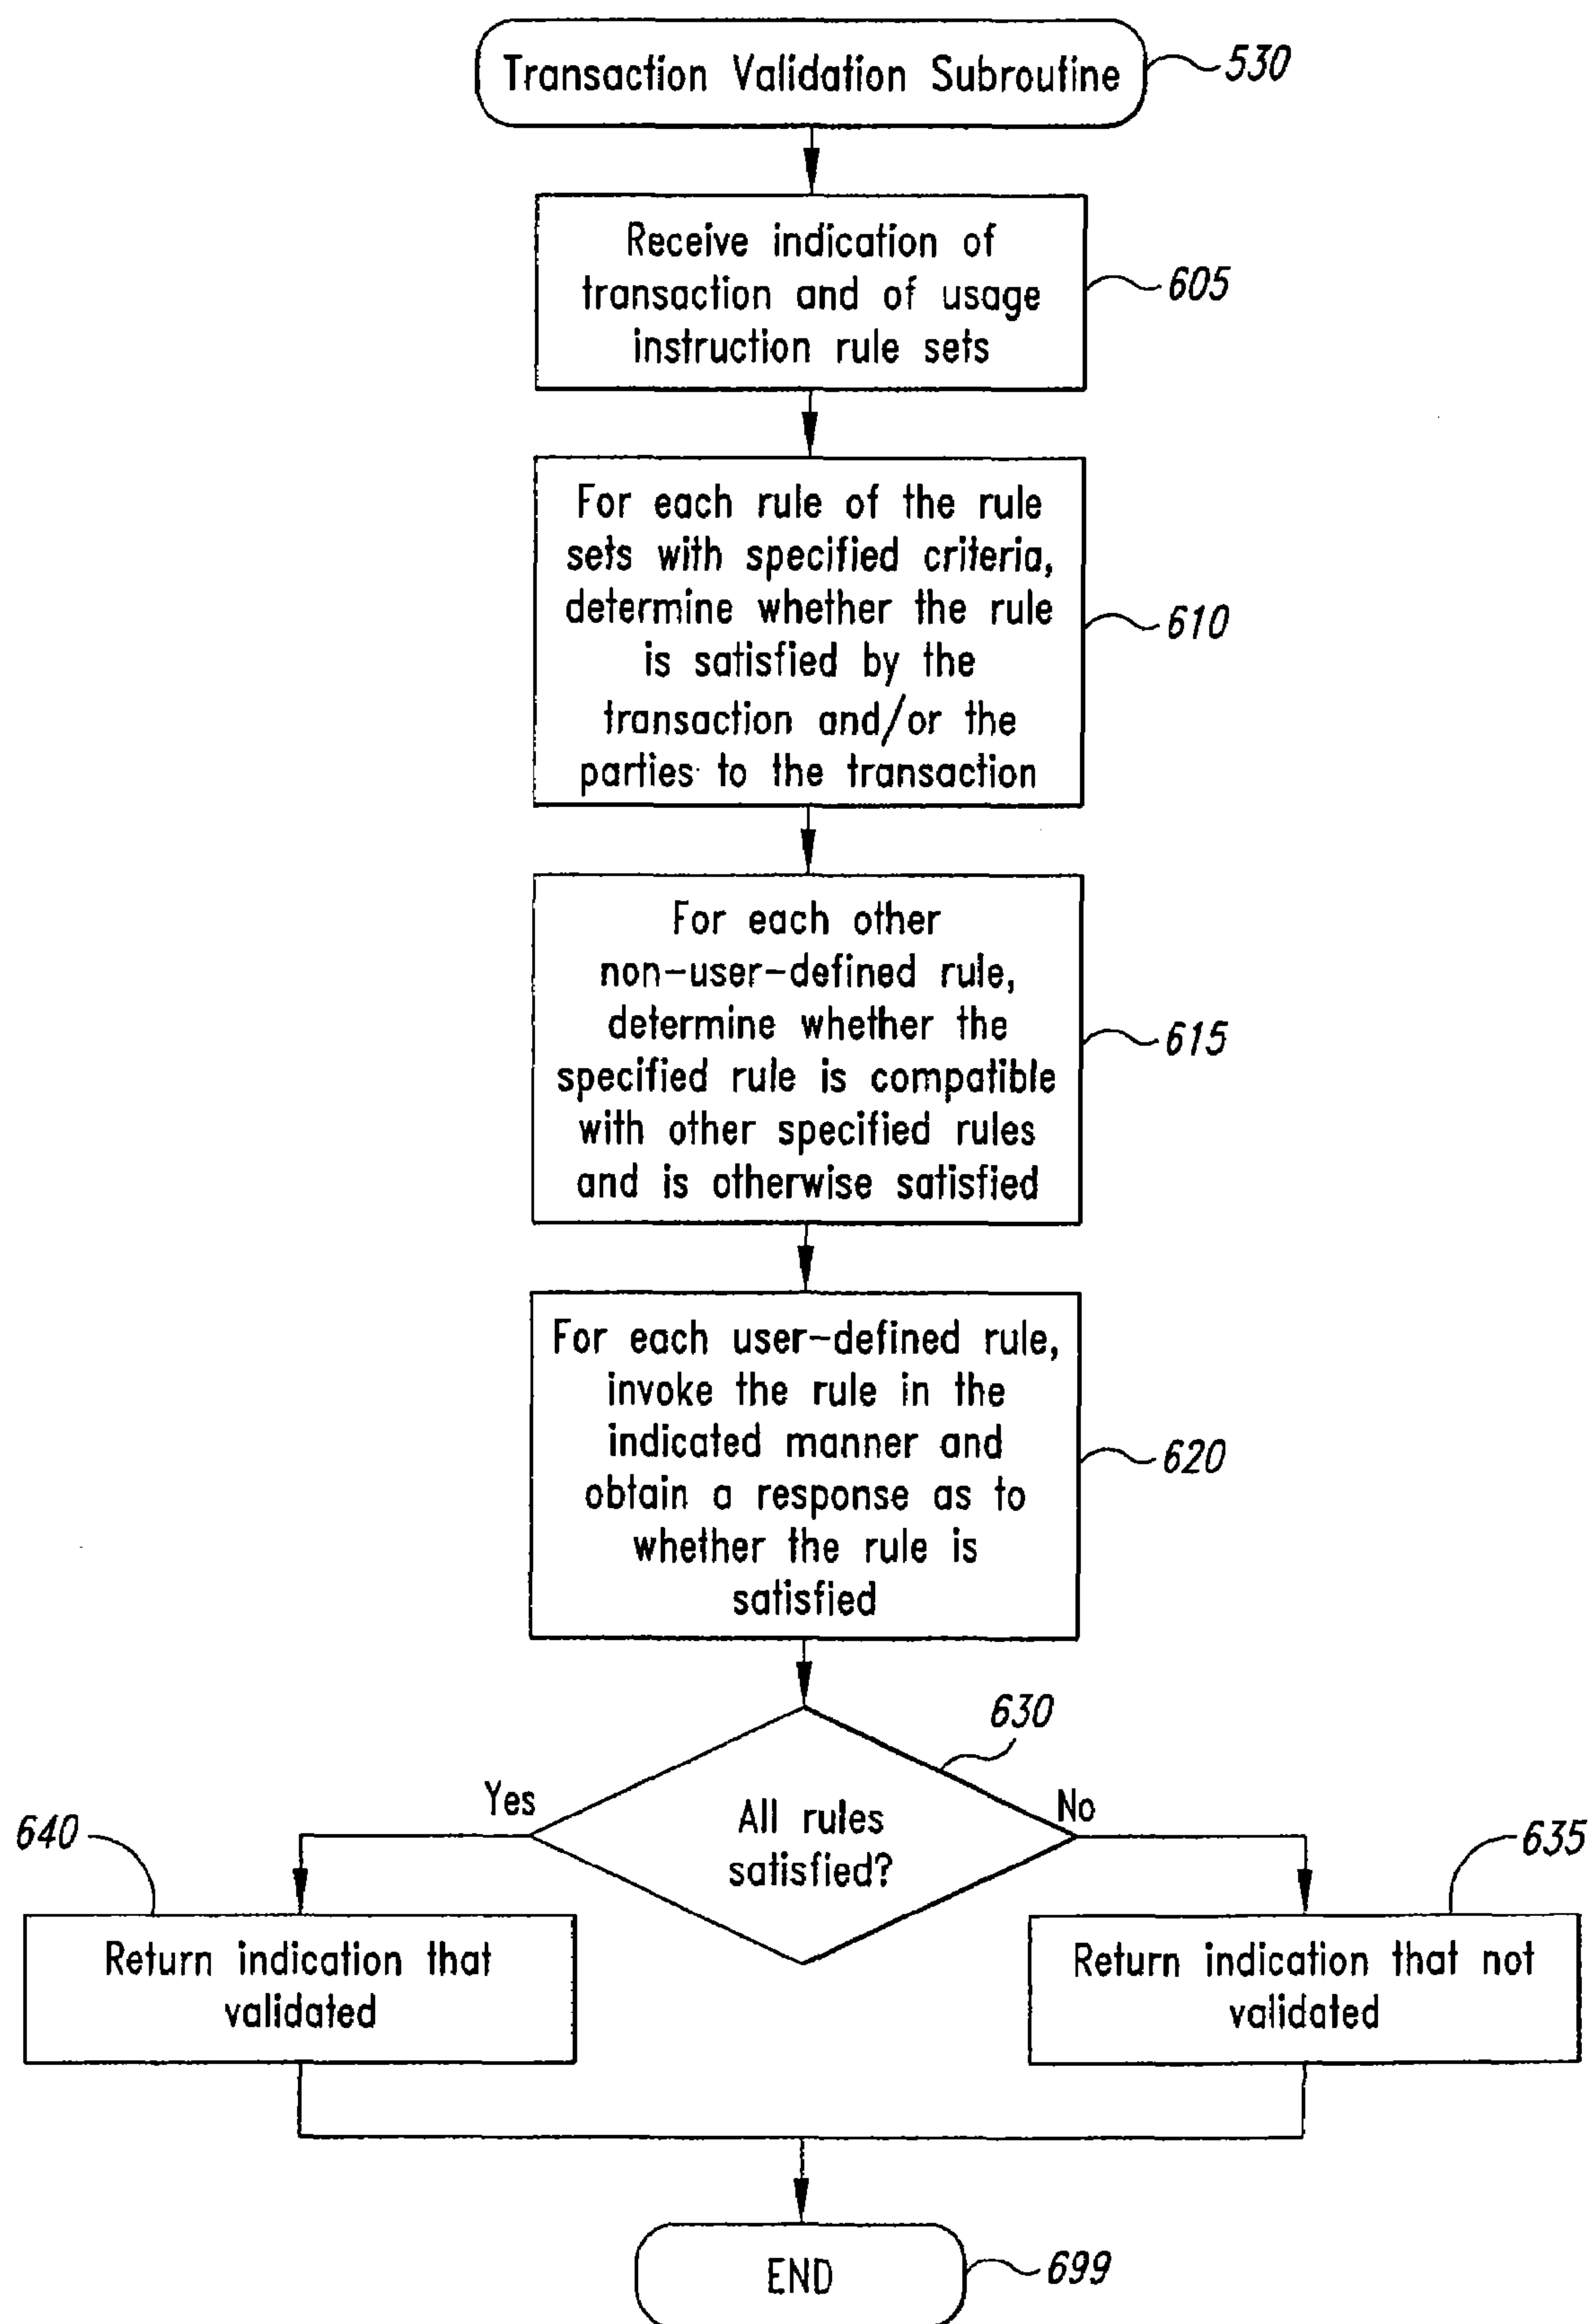 Transaction Validation Subroutine
530
Receive indication of
transaction and of usage
instruction rule sets
605
For each rule of the rule
sets with specified criteria,
determine whether the rule
is satisfied by the
transaction and/or the
parties to the transaction
610
For each other
non-user-defined rule,
determine whether the
specified rule is compatible
with other specified rules
and is otherwise satisfied
615
For each user-defined rule,
invoke the rule in the
indicated manner and
obtain a response as to
whether the rule is
satisfied
620
630
Yes
All rules
satisfied?
No
640
Return indication that
validated
635
Return indication that not
validated
END
699